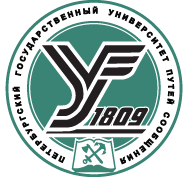 ПЕТЕРБУРГСКИЙ ГОСУДАРСТВЕННЫЙ УНИВЕРСИТЕТ ПУТЕЙ СООБЩЕНИЯ
1809